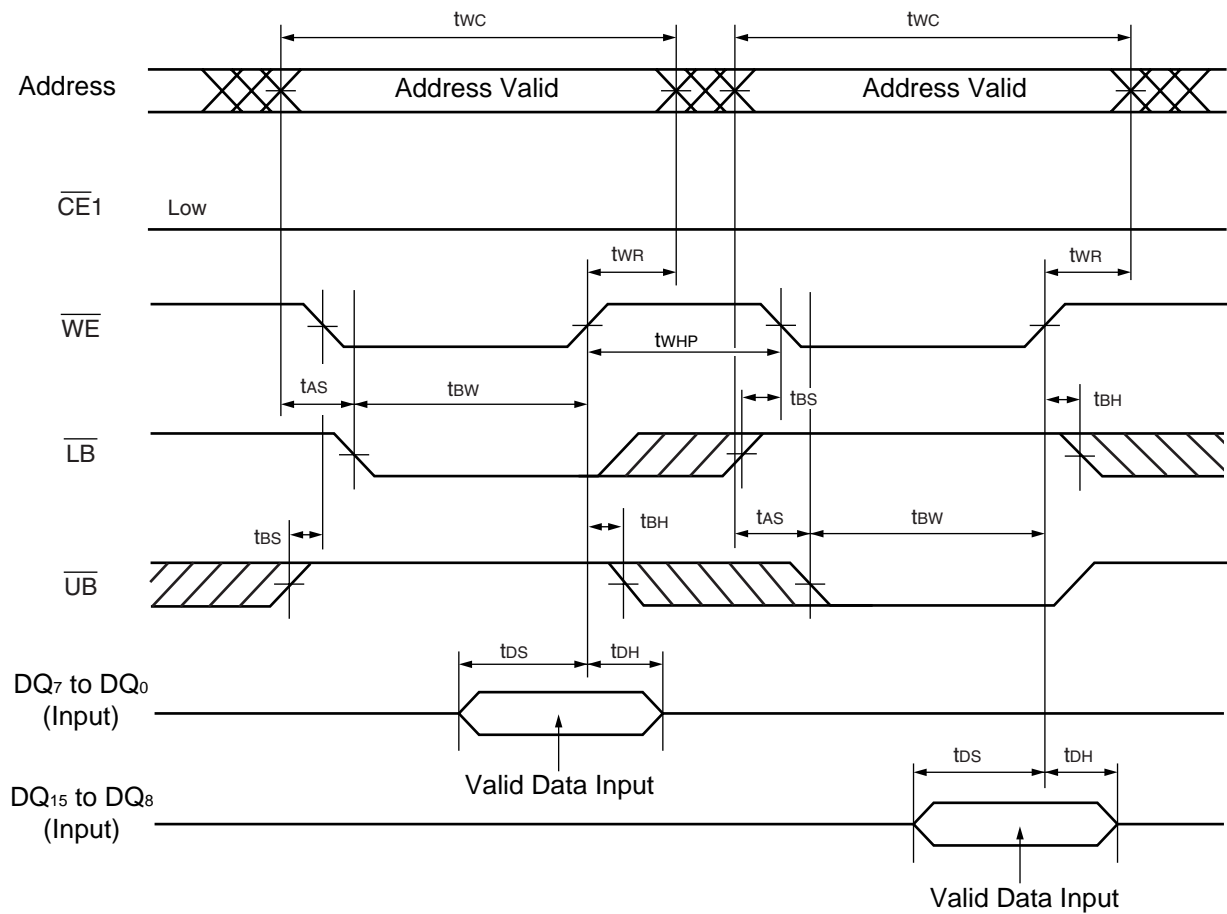 tWC tWC
Address Address Valid Address Valid
CE1 Low
tWR tWR
WE
tWHP
tAS tBW tBS tBH
LB
tBS tBH tAS tBW
UB
tDS tDH
DQ7 to DQ0
(Input)
Valid Data Input
tDS tDH
DQ15 to DQ8
(Input)
Valid Data Input